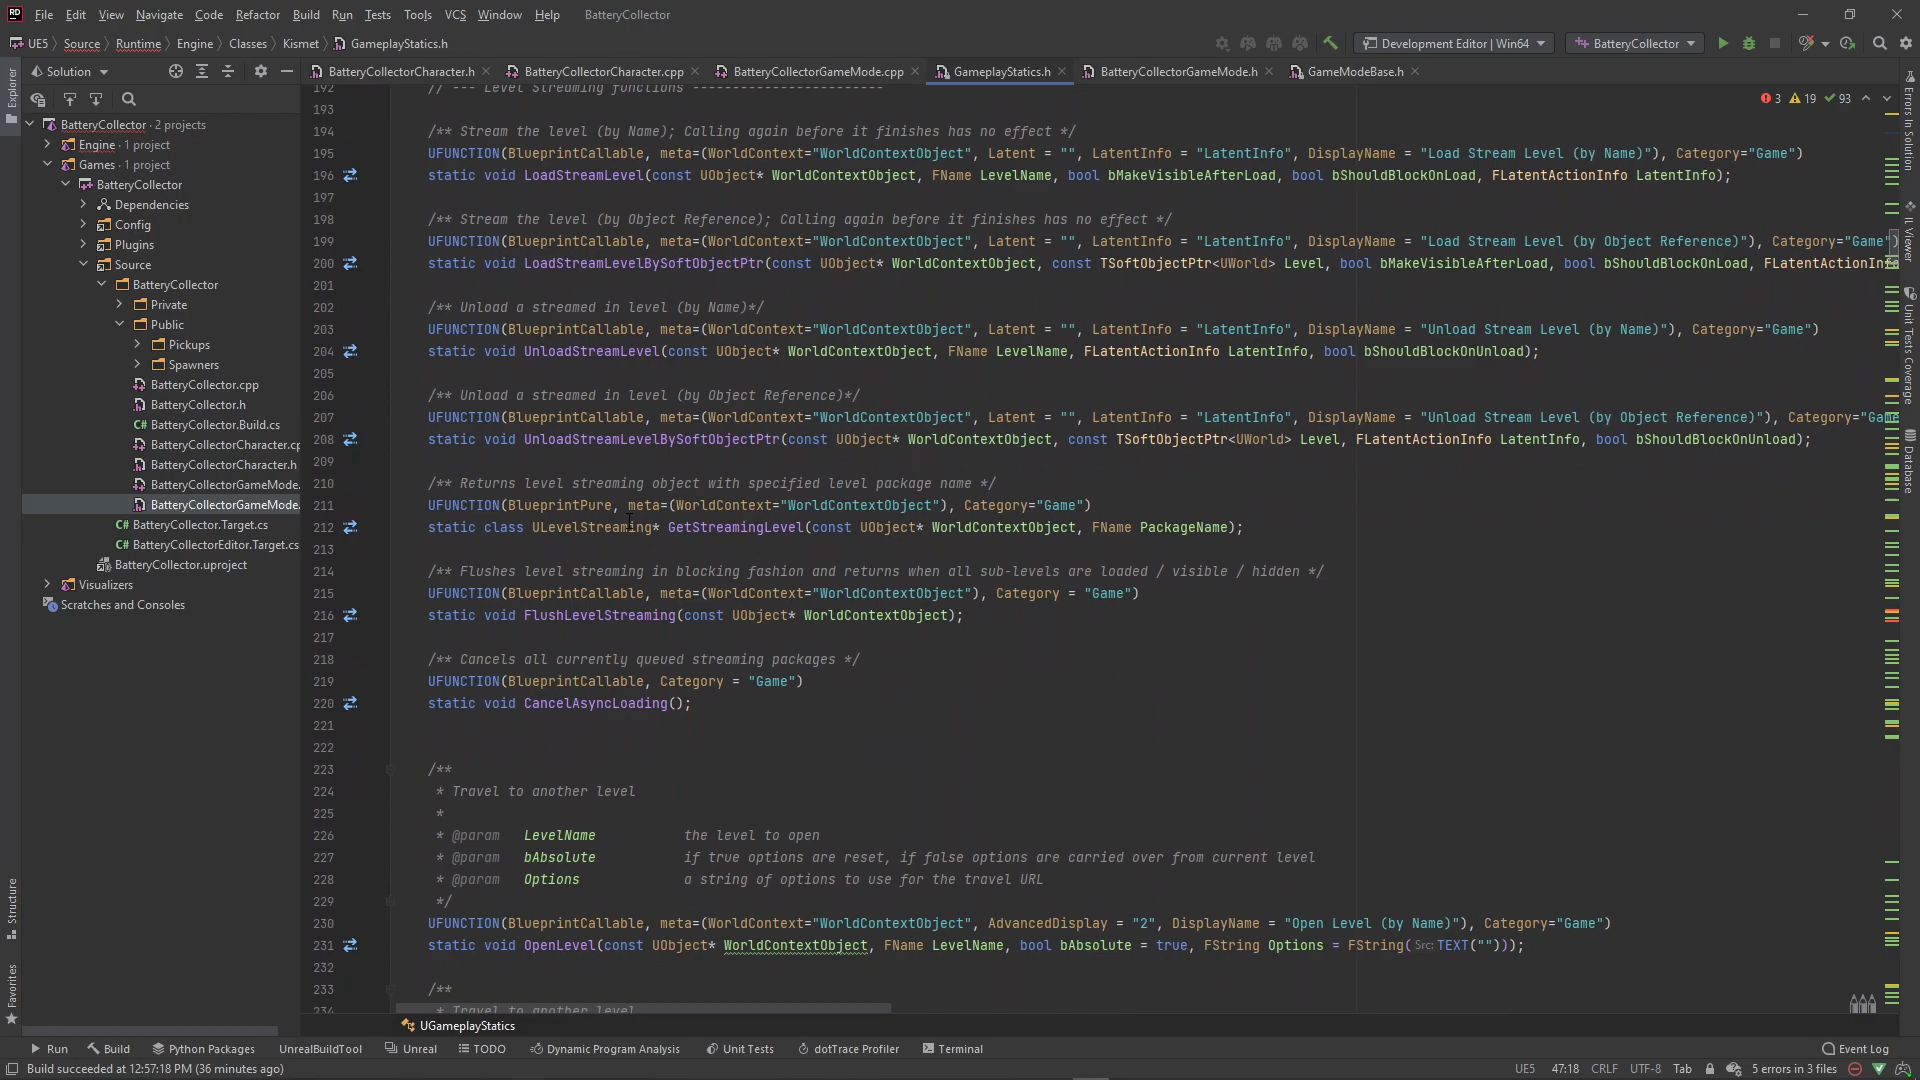 RD File Edit View Navigate Code Refactor Build Run Tests Tools VCS Window Help BatteryCollector
UE5 Source Runtime Engine Classes Kismet GameplayStatics.h Development Editor | Win64 BatteryCollector
Solution BatteryCollectorCharacter.h BatteryCollectorCharacter.cpp BatteryCollectorGameMode.cpp GameplayStatics.h BatteryCollectorGameMode.h GameModeBase.h
3 19 93
Explorer
BatteryCollector · 2 projects
Engine · 1 project
Games · 1 project
BatteryCollector
Dependencies
Config
Plugins
Source
BatteryCollector
Private
Public
Pickups
Spawners
BatteryCollector.cpp
BatteryCollector.h
C# BatteryCollector.Build.cs
BatteryCollectorCharacter.cp
BatteryCollectorCharacter.h
BatteryCollectorGameMode.
BatteryCollectorGameMode.
C# BatteryCollector.Target.cs
C# BatteryCollectorEditor.Target.cs
BatteryCollector.uproject
Visualizers
Scratches and Consoles
Structure
Favorites
192 // --- Level Streaming functions ------------------------
193
194 /** Stream the level (by Name); Calling again before it finishes has no effect */
195 UFUNCTION(BlueprintCallable, meta=(WorldContext="WorldContextObject", Latent = "", LatentInfo = "LatentInfo", DisplayName = "Load Stream Level (by Name)"), Category="Game")
196 static void LoadStreamLevel(const UObject* WorldContextObject, FName LevelName, bool bMakeVisibleAfterLoad, bool bShouldBlockOnLoad, FLatentActionInfo LatentInfo);
197
198 /** Stream the level (by Object Reference); Calling again before it finishes has no effect */
199 UFUNCTION(BlueprintCallable, meta=(WorldContext="WorldContextObject", Latent = "", LatentInfo = "LatentInfo", DisplayName = "Load Stream Level (by Object Reference)"), Category="Game")
200 static void LoadStreamLevelBySoftObjectPtr(const UObject* WorldContextObject, const TSoftObjectPtr<UWorld> Level, bool bMakeVisibleAfterLoad, bool bShouldBlockOnLoad, FLatentActionInfo
201
202 /** Unload a streamed in level (by Name)*/
203 UFUNCTION(BlueprintCallable, meta=(WorldContext="WorldContextObject", Latent = "", LatentInfo = "LatentInfo", DisplayName = "Unload Stream Level (by Name)"), Category="Game")
204 static void UnloadStreamLevel(const UObject* WorldContextObject, FName LevelName, FLatentActionInfo LatentInfo, bool bShouldBlockOnUnload);
205
206 /** Unload a streamed in level (by Object Reference)*/
207 UFUNCTION(BlueprintCallable, meta=(WorldContext="WorldContextObject", Latent = "", LatentInfo = "LatentInfo", DisplayName = "Unload Stream Level (by Object Reference)"), Category="Game
208 static void UnloadStreamLevelBySoftObjectPtr(const UObject* WorldContextObject, const TSoftObjectPtr<UWorld> Level, FLatentActionInfo LatentInfo, bool bShouldBlockOnUnload);
209
210 /** Returns level streaming object with specified level package name */
211 UFUNCTION(BlueprintPure, meta=(WorldContext="WorldContextObject"), Category="Game")
212 static class ULevelStreaming* GetStreamingLevel(const UObject* WorldContextObject, FName PackageName);
213
214 /** Flushes level streaming in blocking fashion and returns when all sub-levels are loaded / visible / hidden */
215 UFUNCTION(BlueprintCallable, meta=(WorldContext="WorldContextObject"), Category = "Game")
216 static void FlushLevelStreaming(const UObject* WorldContextObject);
217
218 /** Cancels all currently queued streaming packages */
219 UFUNCTION(BlueprintCallable, Category = "Game")
220 static void CancelAsyncLoading();
221
222
223 /**
224 * Travel to another level
225 *
226 * @param LevelName the level to open
227 * @param bAbsolute if true options are reset, if false options are carried over from current level
228 * @param Options a string of options to use for the travel URL
229 */
230 UFUNCTION(BlueprintCallable, meta=(WorldContext="WorldContextObject", AdvancedDisplay = "2", DisplayName = "Open Level (by Name)"), Category="Game")
231 static void OpenLevel(const UObject* WorldContextObject, FName LevelName, bool bAbsolute = true, FString Options = FString( Src: TEXT("")));
232
233 /**
234 * Travel to another level
UGameplayStatics
Errors In Solution
IL Viewer
Unit Tests Coverage
Database
Run Build Python Packages UnrealBuildTool Unreal TODO Dynamic Program Analysis Unit Tests dotTrace Profiler Terminal Event Log
Build succeeded at 12:57:18 PM (36 minutes ago) UE5 47:18 CRLF UTF-8 Tab 5 errors in 3 files